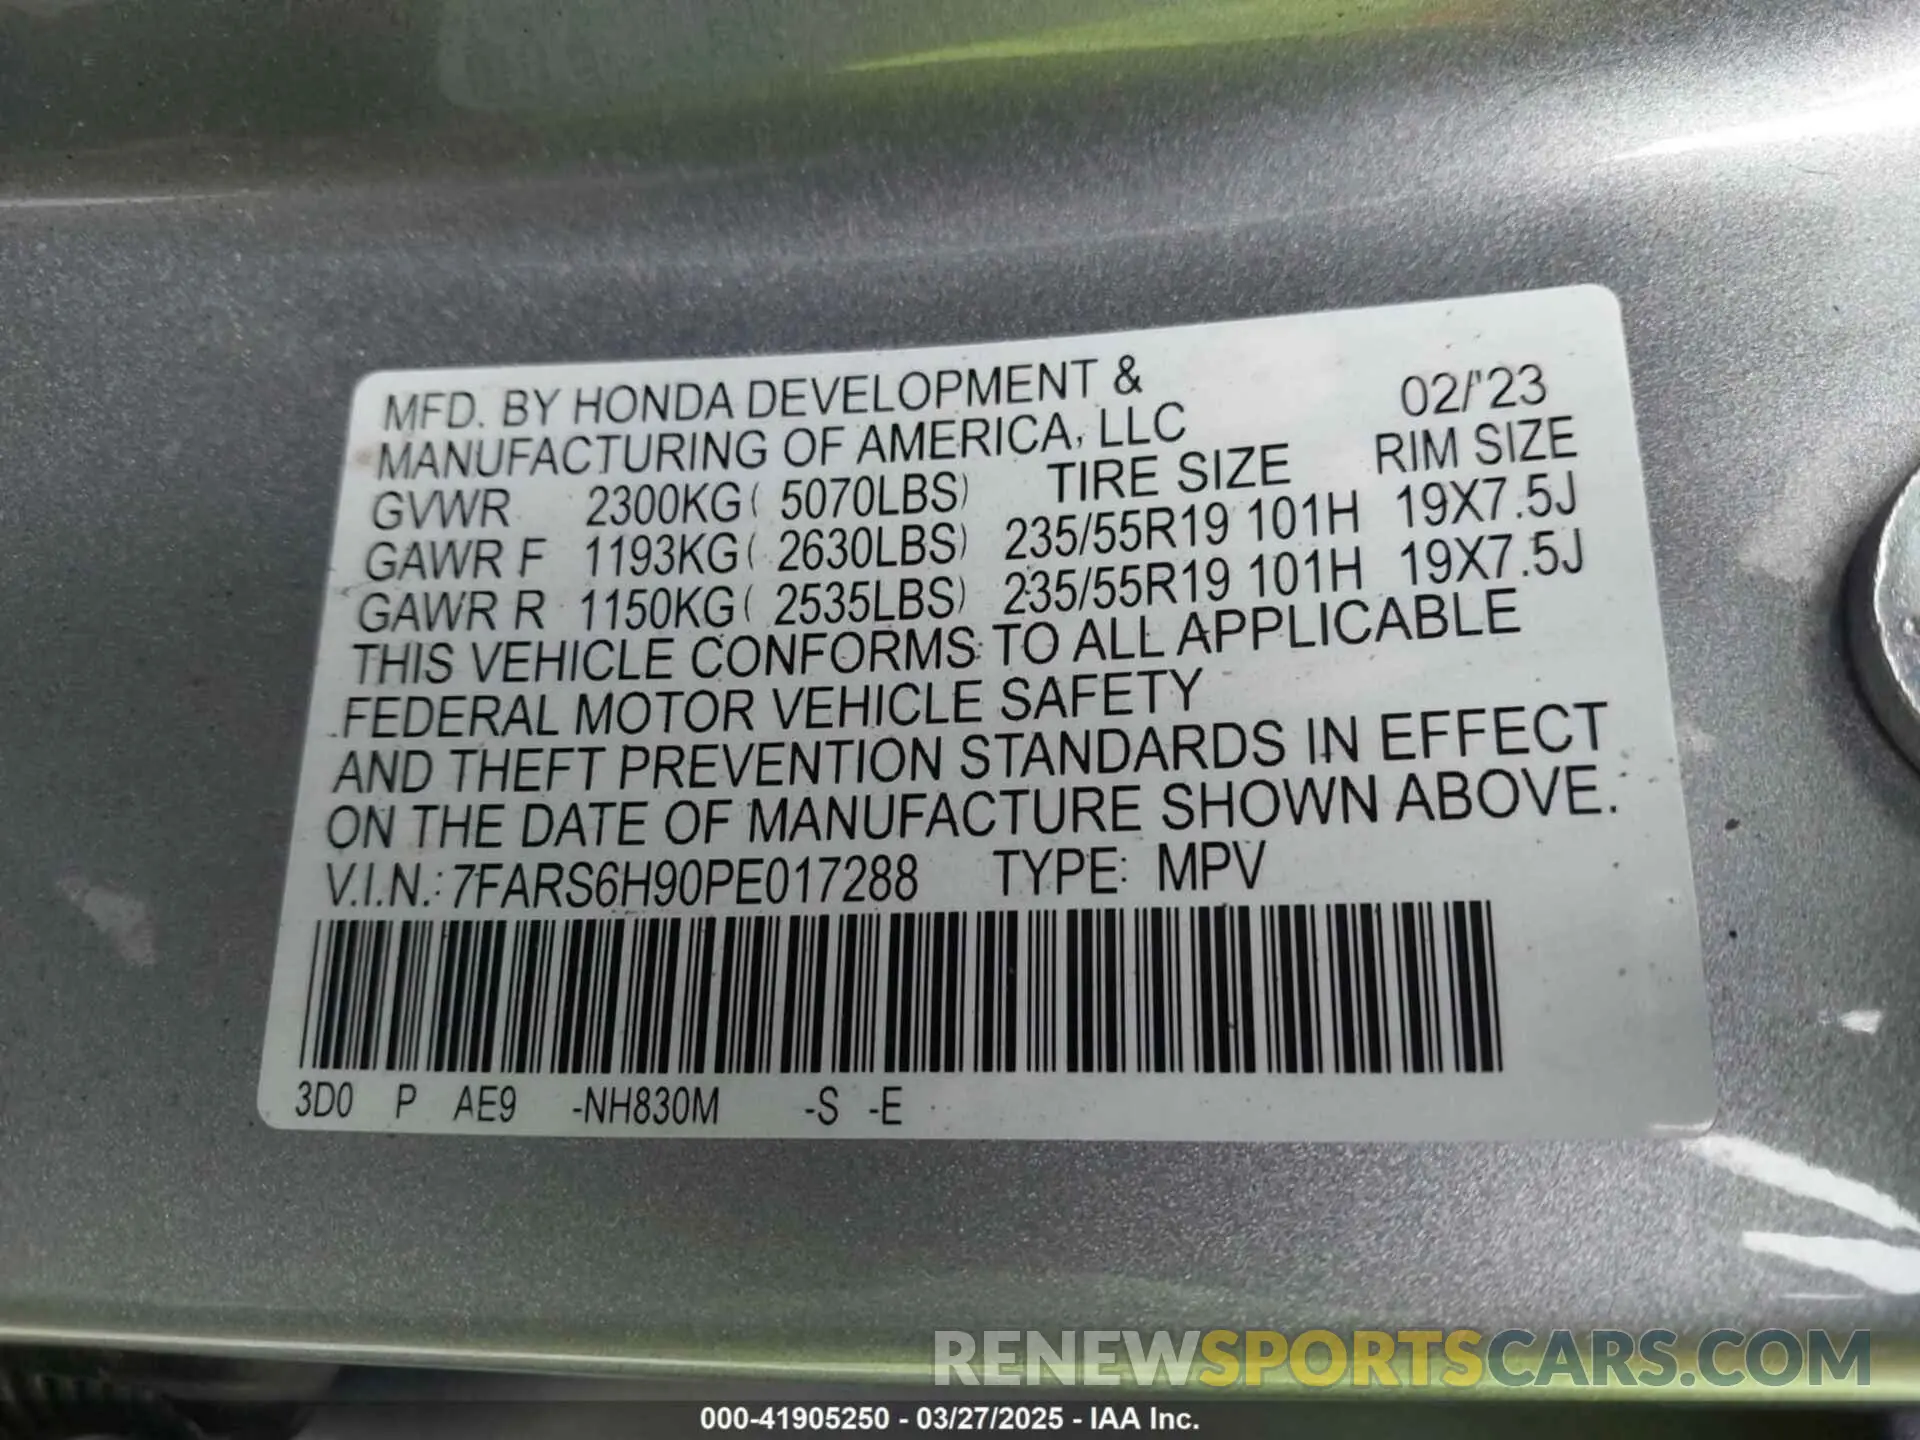 MFD. BY HONDA DEVELOPMENT & 02/'23
MANUFACTURING OF AMERICA, LLC
TIRE SIZE RIM SIZE
GVWR 2300KG( 5070LBS)
GAWR F 1193KG( 2630LBS) 235/55R19 101H 19X7.5J
GAWR R 1150KG( 2535LBS) 235/55R19 101H 19X7.5J
THIS VEHICLE CONFORMS TO ALL APPLICABLE
FEDERAL MOTOR VEHICLE SAFETY
AND THEFT PREVENTION STANDARDS IN EFFECT
ON THE DATE OF MANUFACTURE SHOWN ABOVE.
V.I.N.: 7FARS6H90PE017288 TYPE: MPV
3D0 P AE9 -NH830M -S -E
RENEWSPORTSCARS.COM
000-41905250 - 03/27/2025 - IAA Inc.